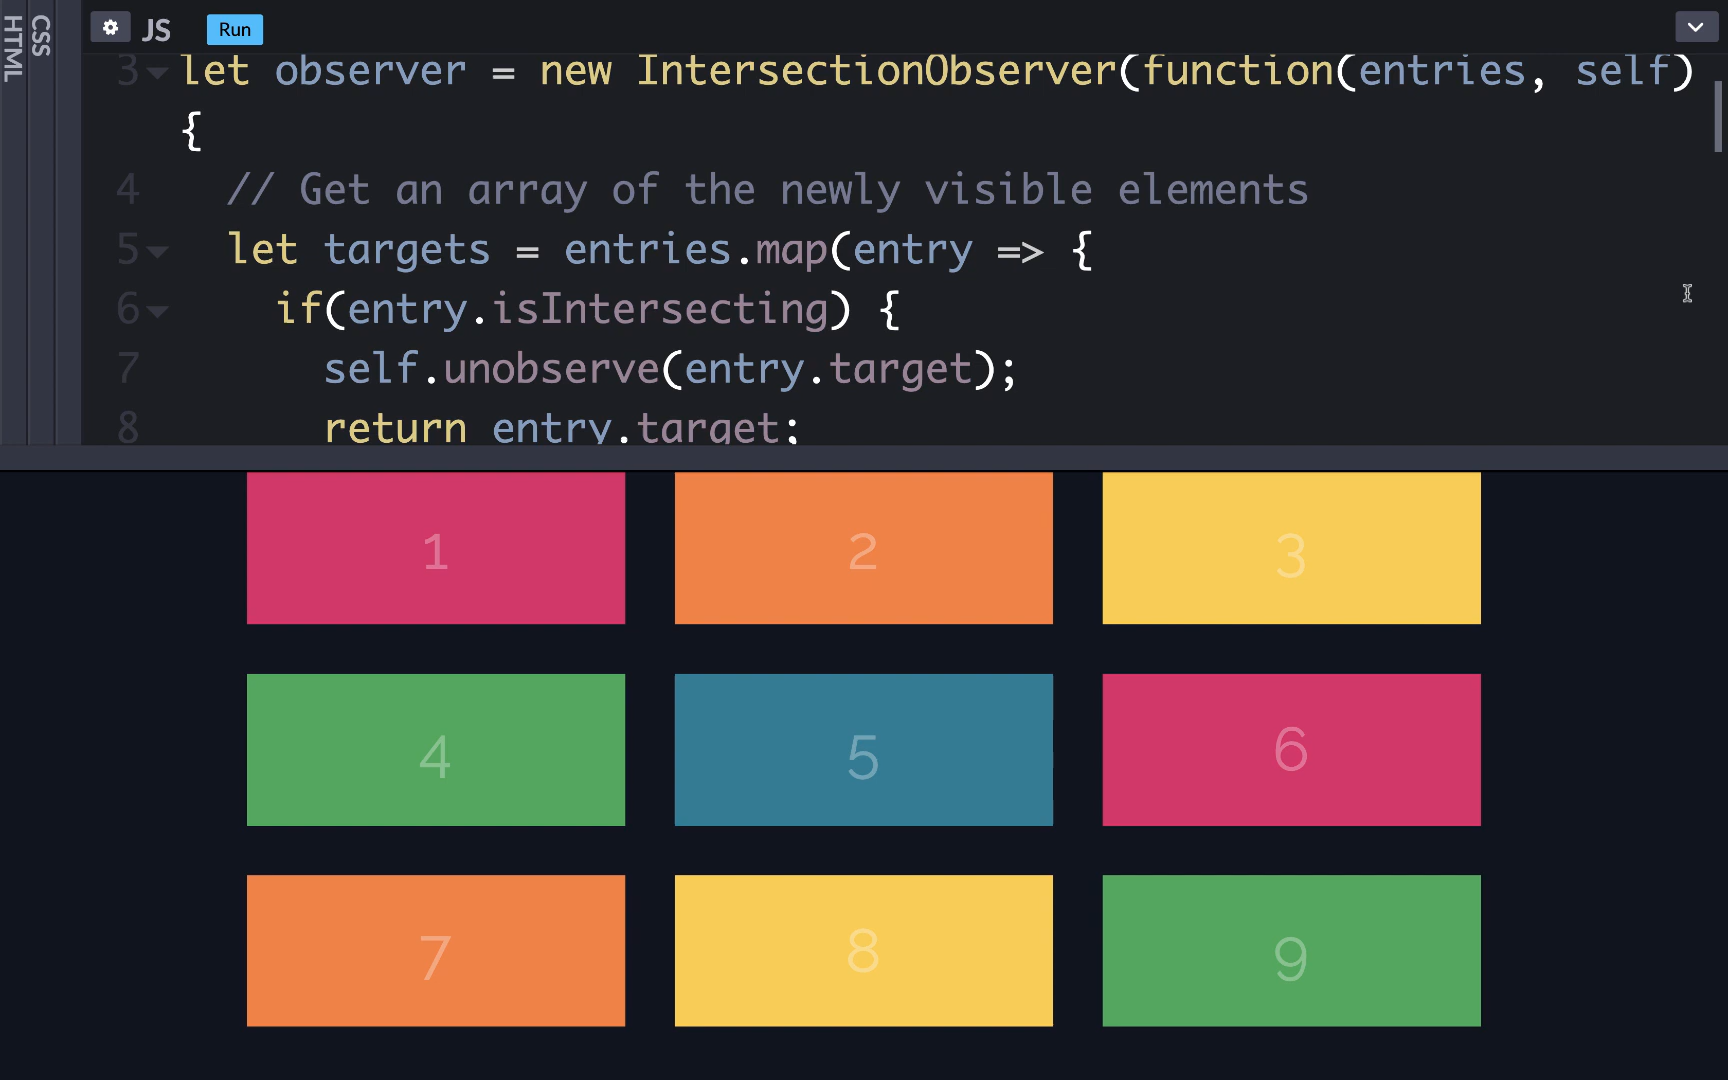 HTML
CSS
JS
Run
3 let observer = new IntersectionObserver(function(entries, self)
{
4 // Get an array of the newly visible elements
5 let targets = entries.map(entry => {
6 if(entry.isIntersecting) {
7 self.unobserve(entry.target);
8 return entry.target;
1 2 3
4 5 6
7 8 9